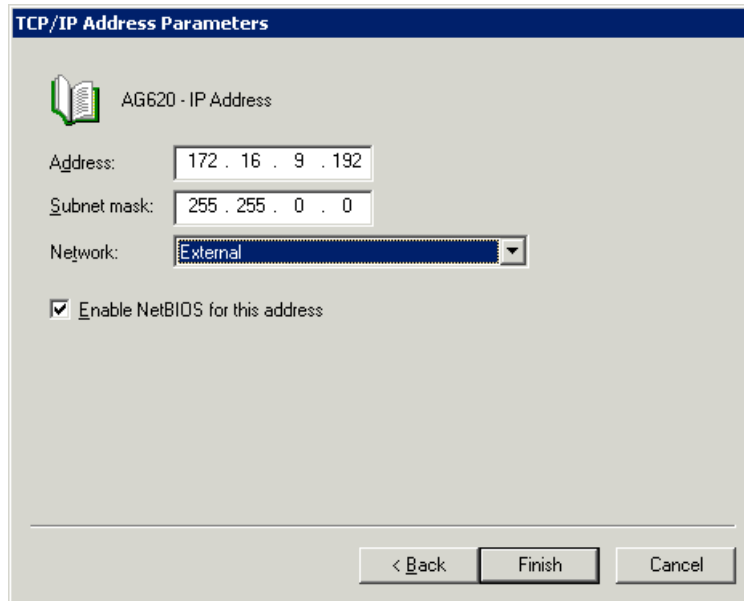 TCP/IP Address Parameters
AG620 - IP Address
Address: 172 . 16 . 9 . 192
Subnet mask: 255 . 255 . 0 . 0
Network: External
Enable NetBIOS for this address
< Back Finish Cancel